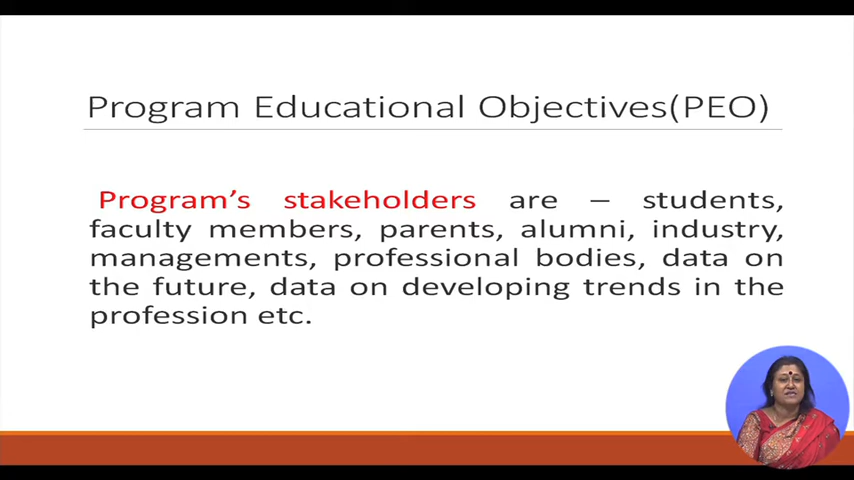 Program Educational Objectives(PEO)
Program's stakeholders are – students,
faculty members, parents, alumni, industry,
managements, professional bodies, data on
the future, data on developing trends in the
profession etc.